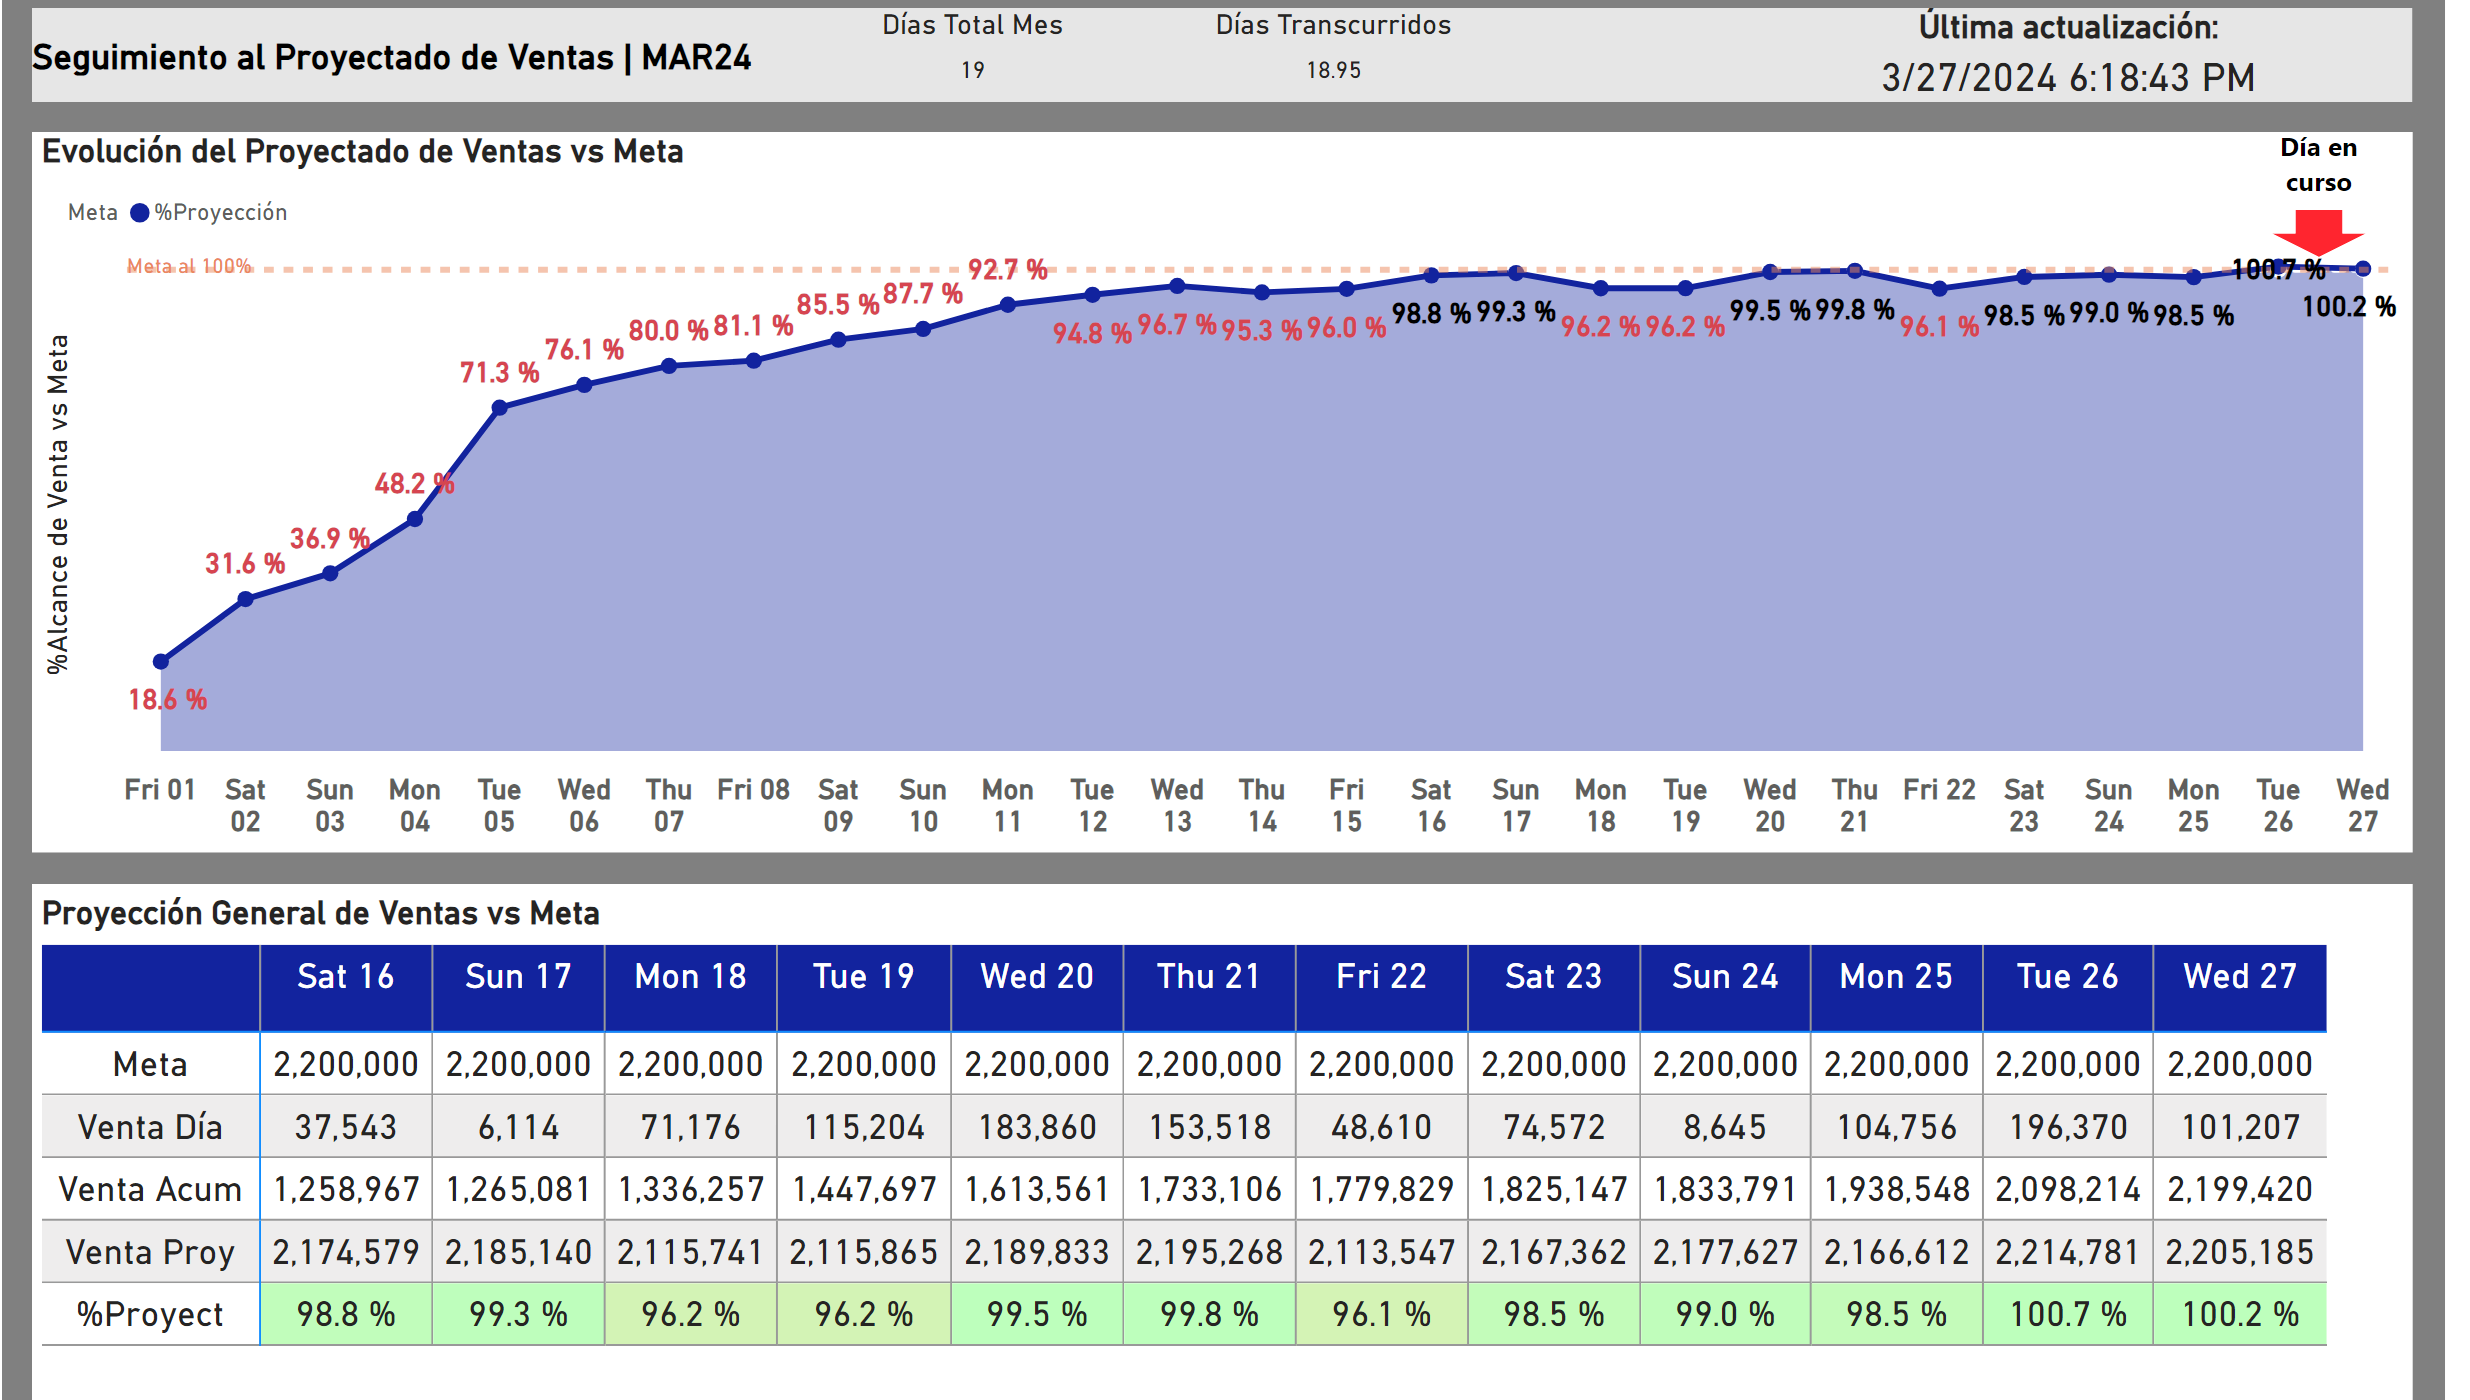 Seguimiento al Proyectado de Ventas | MAR24
Días Total Mes
19
Días Transcurridos
18.95
Última actualización:
3/27/2024 6:18:43 PM
Evolución del Proyectado de Ventas vs Meta
Día en
curso
Meta %Proyección
Meta al 100%
%Alcance de Venta vs Meta
18.6 %
31.6 %
36.9 %
48.2 %
71.3 %
76.1 %
80.0 %
81.1 %
85.5 %
87.7 %
92.7 %
94.8 %
96.7 %
95.3 %
96.0 %
98.8 %
99.3 %
96.2 %
96.2 %
99.5 %
99.8 %
96.1 %
98.5 %
99.0 %
98.5 %
100.7 %
100.2 %
Fri 01 Sat 02 Sun 03 Mon 04 Tue 05 Wed 06 Thu 07 Fri 08 Sat 09 Sun 10 Mon 11 Tue 12 Wed 13 Thu 14 Fri 15 Sat 16 Sun 17 Mon 18 Tue 19 Wed 20 Thu 21 Fri 22 Sat 23 Sun 24 Mon 25 Tue 26 Wed 27
Proyección General de Ventas vs Meta
Sat 16 Sun 17 Mon 18 Tue 19 Wed 20 Thu 21 Fri 22 Sat 23 Sun 24 Mon 25 Tue 26 Wed 27
Meta 2,200,000 2,200,000 2,200,000 2,200,000 2,200,000 2,200,000 2,200,000 2,200,000 2,200,000 2,200,000 2,200,000 2,200,000
Venta Día 37,543 6,114 71,176 115,204 183,860 153,518 48,610 74,572 8,645 104,756 196,370 101,207
Venta Acum 1,258,967 1,265,081 1,336,257 1,447,697 1,613,561 1,733,106 1,779,829 1,825,147 1,833,791 1,938,548 2,098,214 2,199,420
Venta Proy 2,174,579 2,185,140 2,115,741 2,115,865 2,189,833 2,195,268 2,113,547 2,167,362 2,177,627 2,166,612 2,214,781 2,205,185
%Proyect 98.8 % 99.3 % 96.2 % 96.2 % 99.5 % 99.8 % 96.1 % 98.5 % 99.0 % 98.5 % 100.7 % 100.2 %